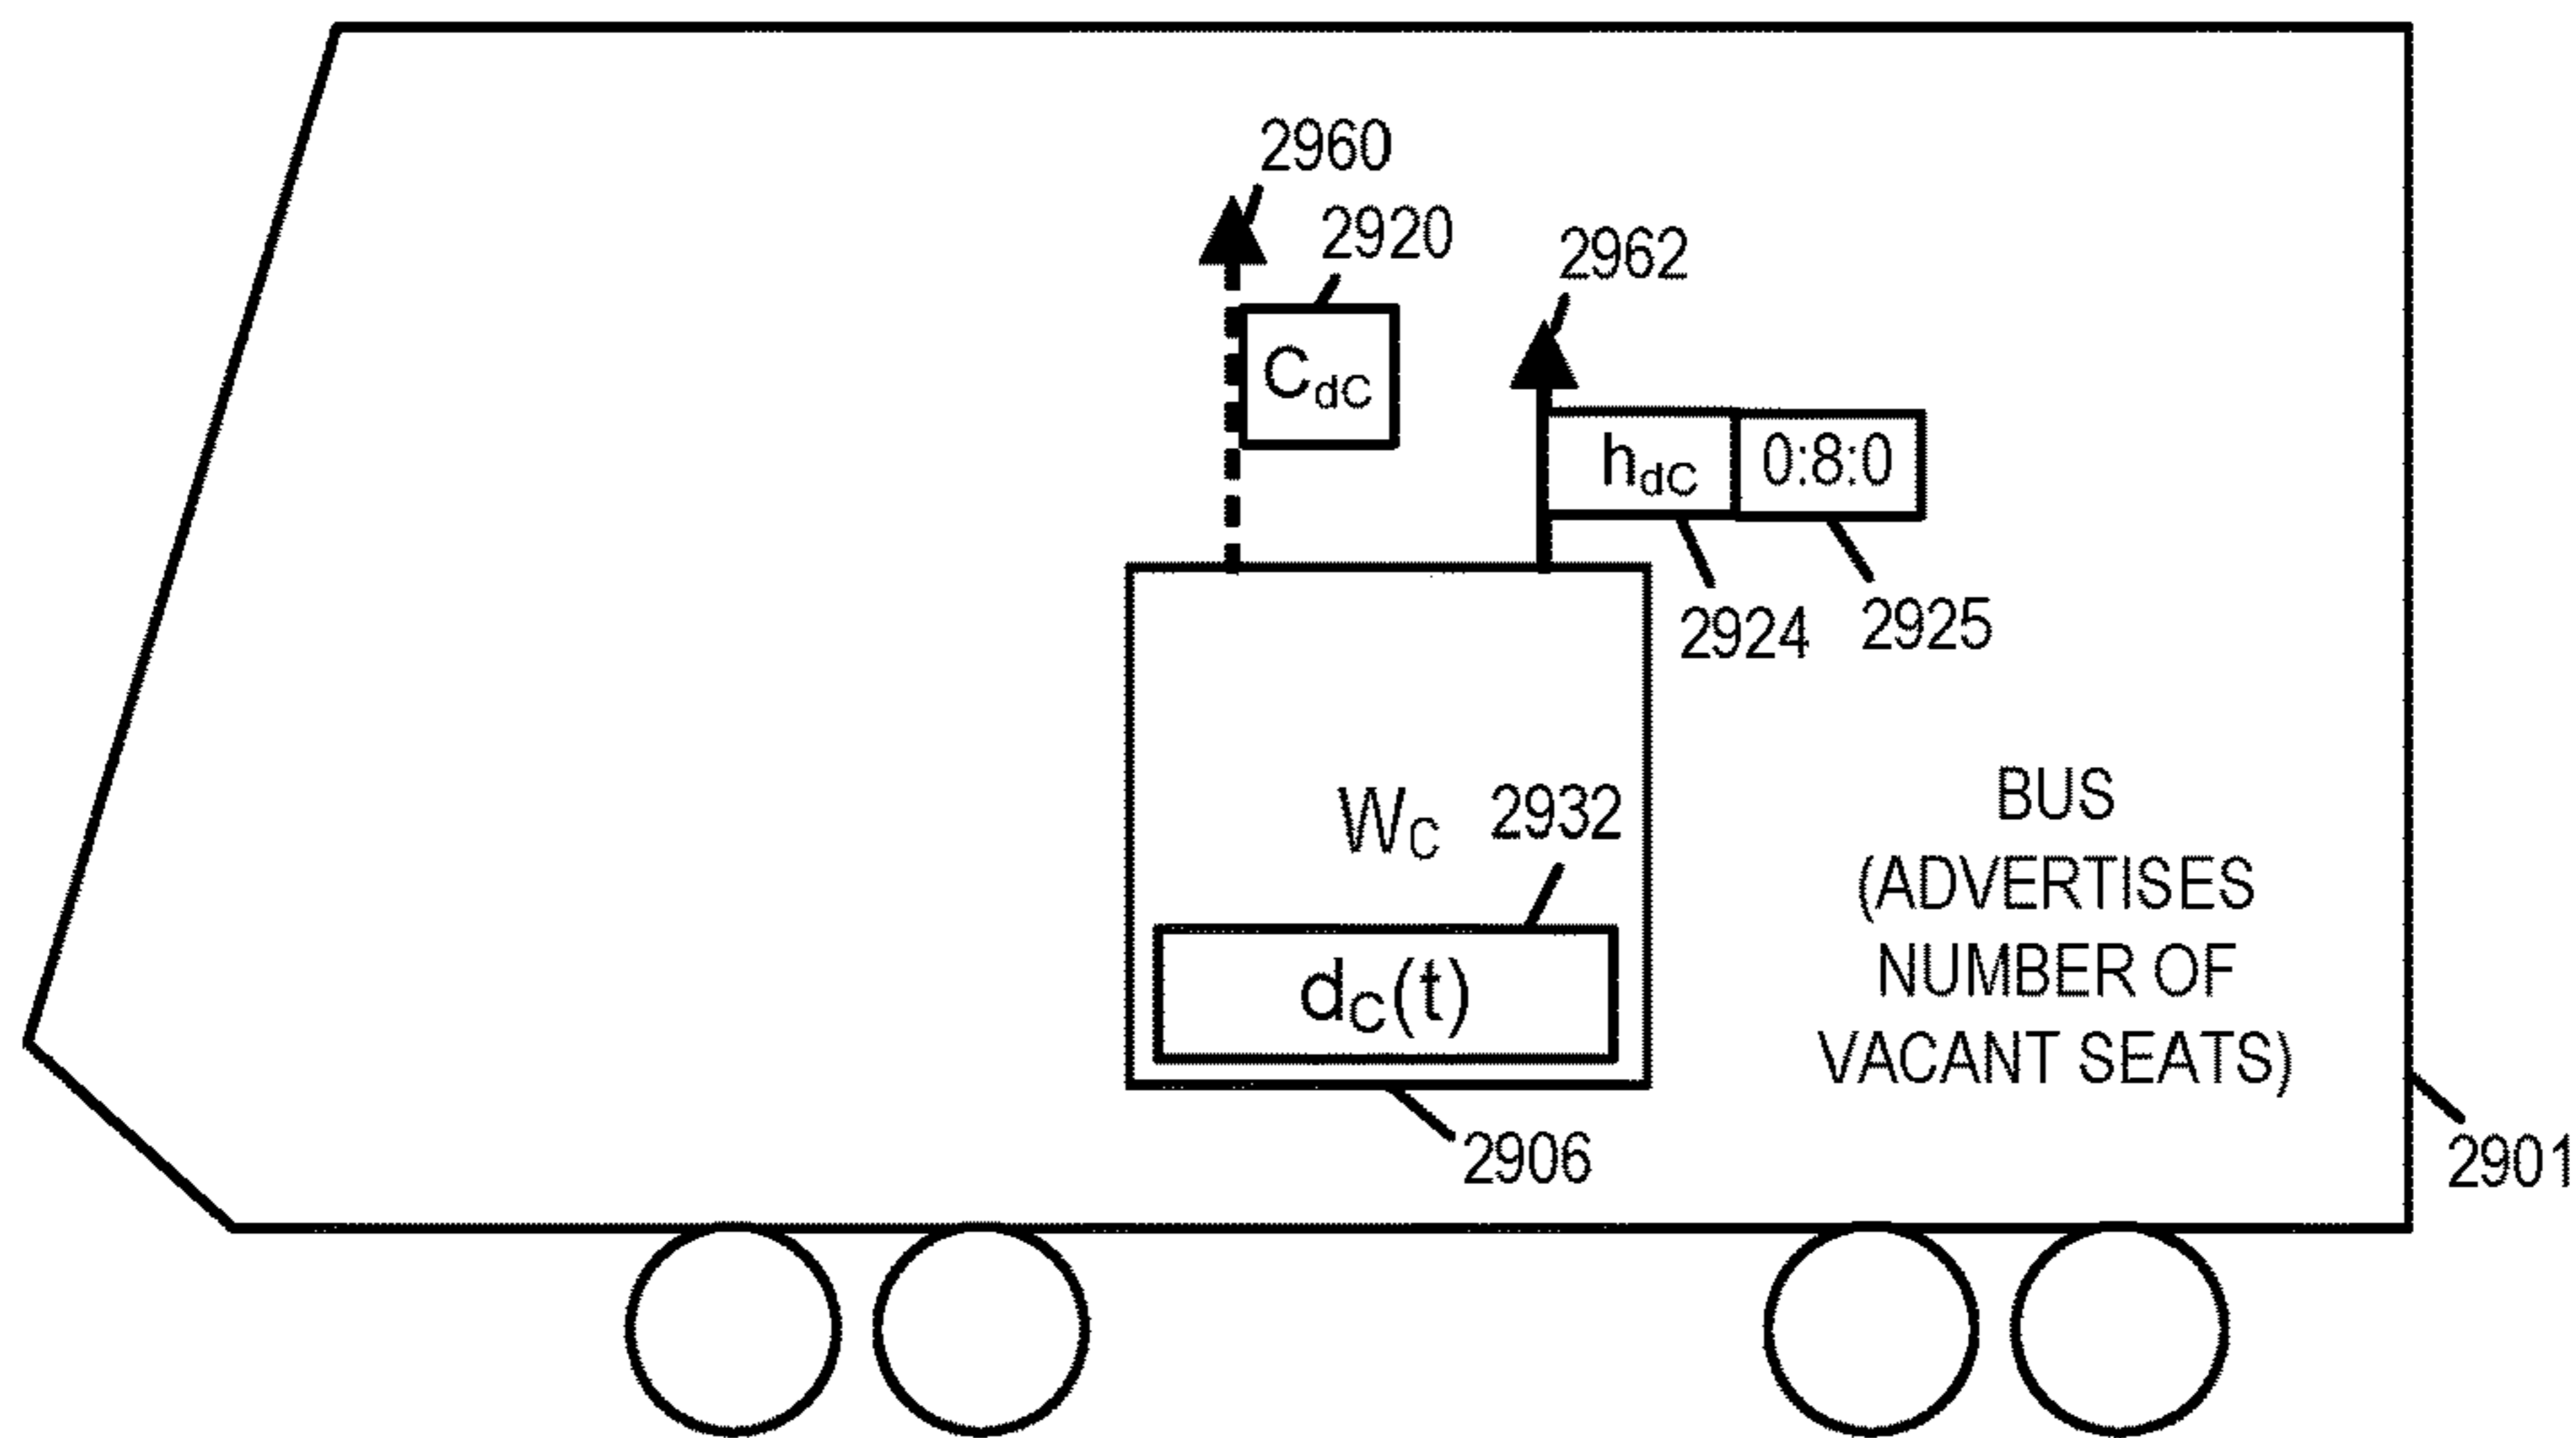 2960
2920
2962
CdC
hdC 0:8:0
2924 2925
WC 2932
dC(t)
2906
BUS
(ADVERTISES
NUMBER OF
VACANT SEATS)
2901